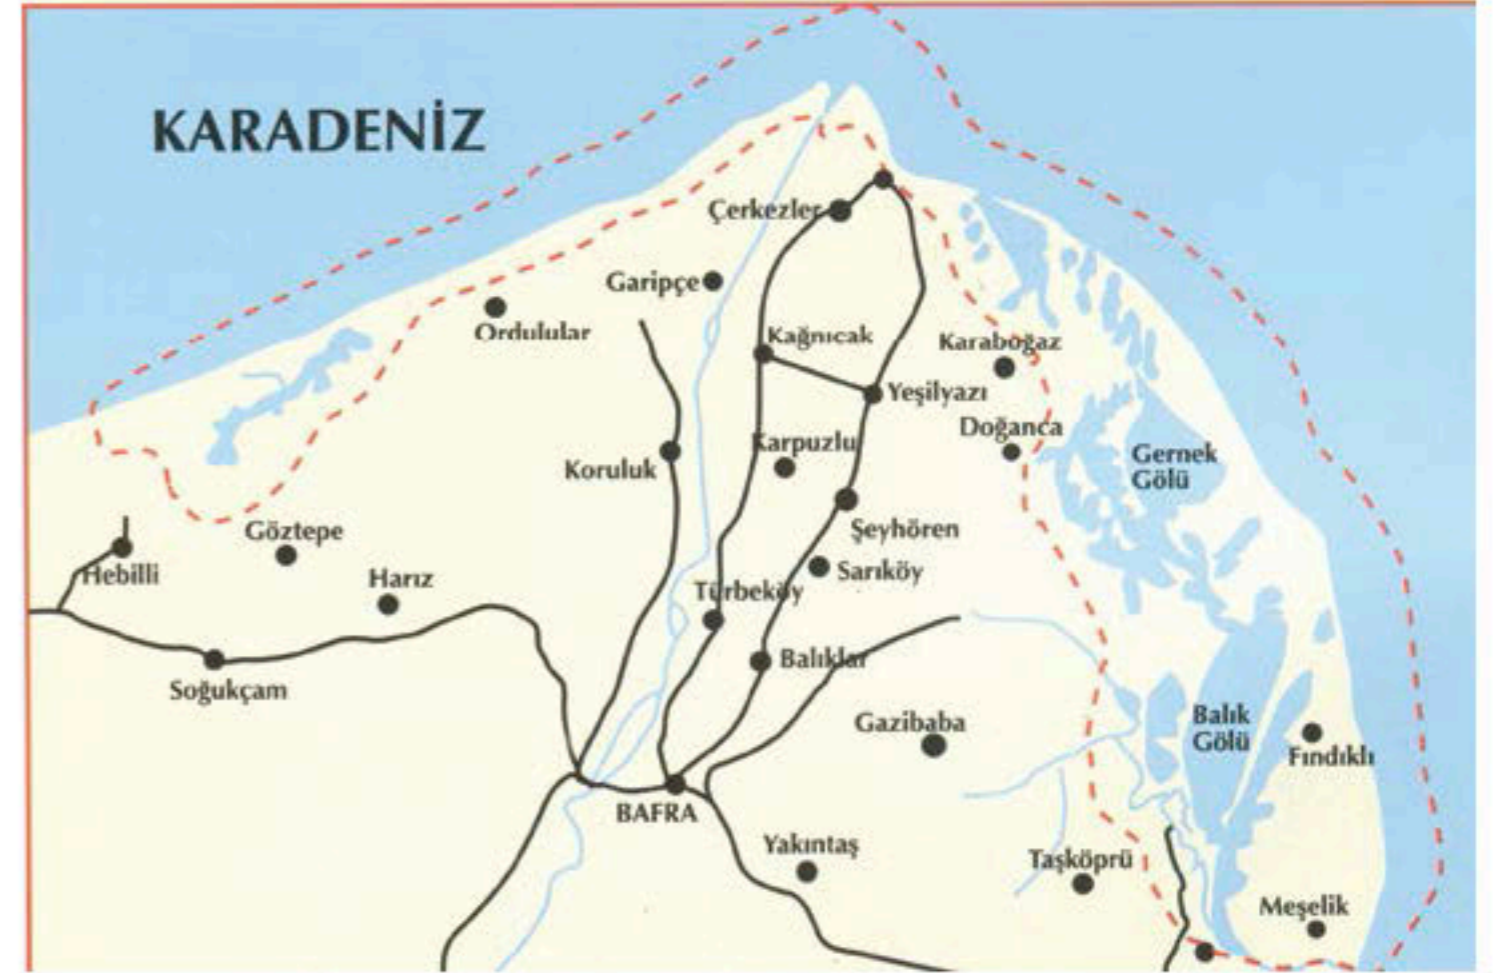 KARADENİZ
Çerkezler
Garipçe
Ordulular
Kağnıcak
Karaboğaz
Yeşilyazı
Doğanca
Karpuzlu
Gernek
Gölü
Koruluk
Şeyhören
Göztepe
Sarıköy
Hebilli
Harız
Türbeköy
Balıklar
Soğukçam
Gazibaba
Balık
Gölü
Fındıklı
BAFRA
Yakıntaş
Taşköprü
Meşelik